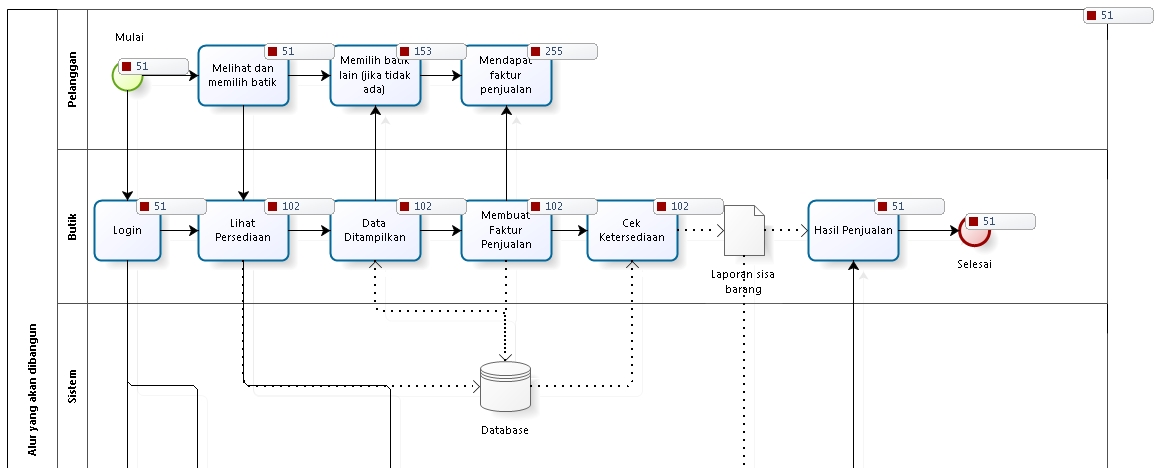 51
Mulai
Pelanggan
51
51
Melihat dan
memilih batik
153
Memilih batik
lain (jika tidak
ada)
255
Mendapat
faktur
penjualan
Butik
51
Login
102
Lihat
Persediaan
102
Data
Ditampilkan
102
Membuat
Faktur
Penjualan
102
Cek
Ketersediaan
Laporan sisa
barang
51
Hasil Penjualan
51
Selesai
Alur yang akan dibangun
Sistem
Database